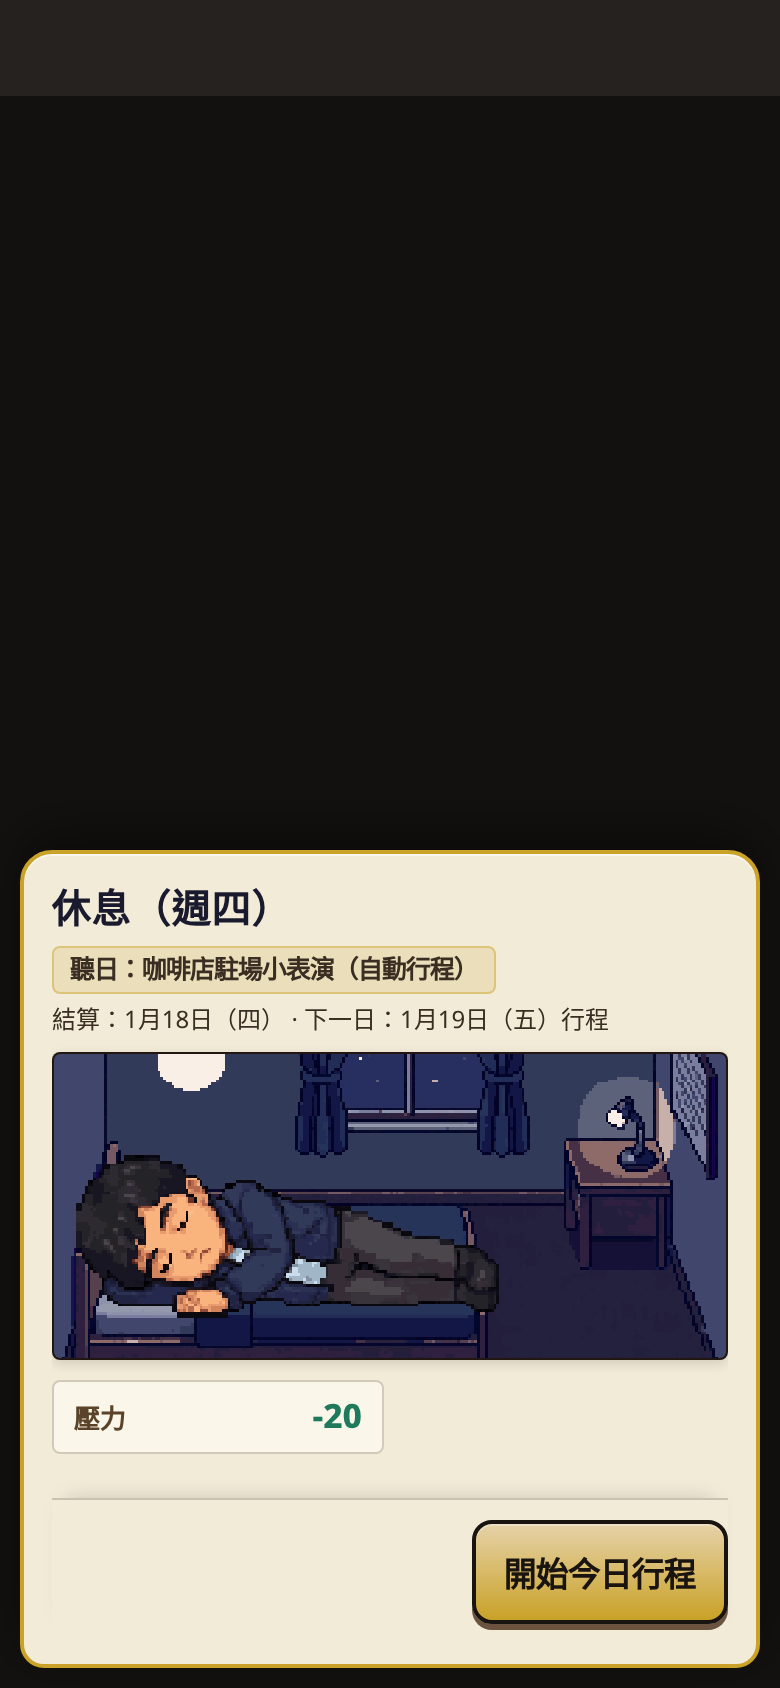 休息（週四）
聽日：咖啡店駐場小表演（自動行程）
結算：1月18日（四） · 下一日：1月19日（五）行程
壓力
-20
開始今日行程